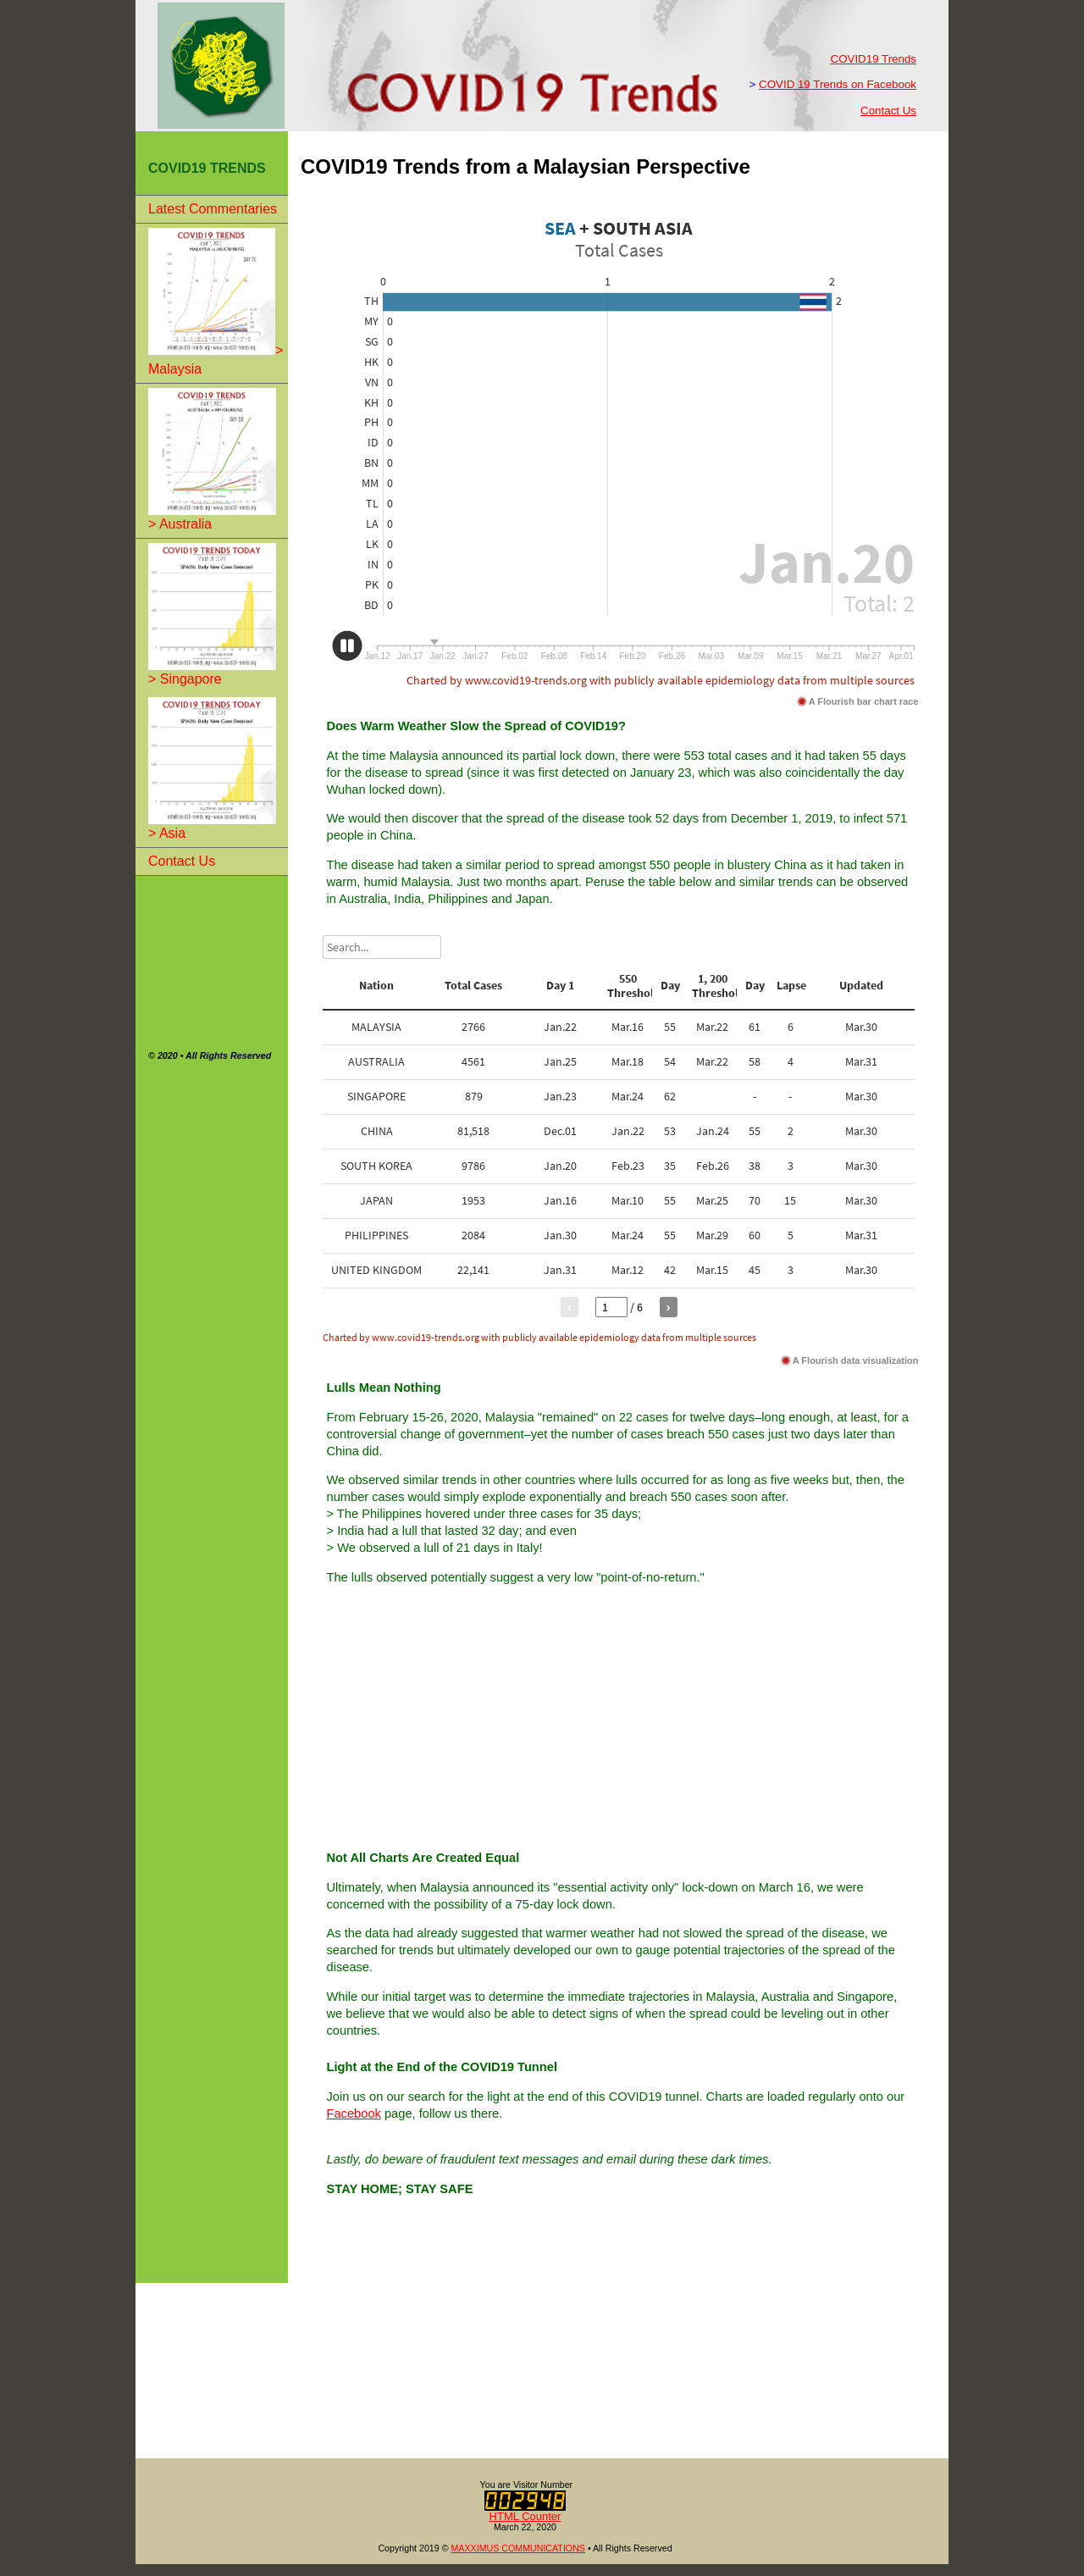 COVID19 Trends
COVID19 Trends
> COVID 19 Trends on Facebook
Contact Us
COVID19 TRENDS
Latest Commentaries
COVID19 TRENDS
MALAYSIA
DAY 71
>
Malaysia
COVID19 TRENDS
DAY 68
> Australia
COVID19 TRENDS TODAY
SPAIN: Daily New Cases Detected
> Singapore
COVID19 TRENDS TODAY
SPAIN: Daily New Cases Detected
> Asia
Contact Us
© 2020 • All Rights Reserved
COVID19 Trends from a Malaysian Perspective
SEA + SOUTH ASIA
Total Cases
0 1 2
TH 2
MY 0
SG 0
HK 0
VN 0
KH 0
PH 0
ID 0
BN 0
MM 0
TL 0
LA 0
LK 0
IN 0
PK 0
BD 0
Jan.20
Total: 2
Jan.12 Jan.17 Jan.22 Jan.27 Feb.02 Feb.08 Feb.14 Feb.20 Feb.26 Mar.03 Mar.09 Mar.15 Mar.21 Mar.27 Apr.01
Charted by www.covid19-trends.org with publicly available epidemiology data from multiple sources
A Flourish bar chart race
Does Warm Weather Slow the Spread of COVID19?
At the time Malaysia announced its partial lock down, there were 553 total cases and it had taken 55 days
for the disease to spread (since it was first detected on January 23, which was also coincidentally the day
Wuhan locked down).
We would then discover that the spread of the disease took 52 days from December 1, 2019, to infect 571
people in China.
The disease had taken a similar period to spread amongst 550 people in blustery China as it had taken in
warm, humid Malaysia. Just two months apart. Peruse the table below and similar trends can be observed
in Australia, India, Philippines and Japan.
Search...
Nation Total Cases Day 1 550 Threshol Day 1, 200 Threshol Day Lapse Updated
MALAYSIA 2766 Jan.22 Mar.16 55 Mar.22 61 6 Mar.30
AUSTRALIA 4561 Jan.25 Mar.18 54 Mar.22 58 4 Mar.31
SINGAPORE 879 Jan.23 Mar.24 62 - - Mar.30
CHINA 81,518 Dec.01 Jan.22 53 Jan.24 55 2 Mar.30
SOUTH KOREA 9786 Jan.20 Feb.23 35 Feb.26 38 3 Mar.30
JAPAN 1953 Jan.16 Mar.10 55 Mar.25 70 15 Mar.30
PHILIPPINES 2084 Jan.30 Mar.24 55 Mar.29 60 5 Mar.31
UNITED KINGDOM 22,141 Jan.31 Mar.12 42 Mar.15 45 3 Mar.30
‹ 1 / 6 ›
Charted by www.covid19-trends.org with publicly available epidemiology data from multiple sources
A Flourish data visualization
Lulls Mean Nothing
From February 15-26, 2020, Malaysia "remained" on 22 cases for twelve days–long enough, at least, for a
controversial change of government–yet the number of cases breach 550 cases just two days later than
China did.
We observed similar trends in other countries where lulls occurred for as long as five weeks but, then, the
number cases would simply explode exponentially and breach 550 cases soon after.
> The Philippines hovered under three cases for 35 days;
> India had a lull that lasted 32 day; and even
> We observed a lull of 21 days in Italy!
The lulls observed potentially suggest a very low "point-of-no-return."
Not All Charts Are Created Equal
Ultimately, when Malaysia announced its "essential activity only" lock-down on March 16, we were
concerned with the possibility of a 75-day lock down.
As the data had already suggested that warmer weather had not slowed the spread of the disease, we
searched for trends but ultimately developed our own to gauge potential trajectories of the spread of the
disease.
While our initial target was to determine the immediate trajectories in Malaysia, Australia and Singapore,
we believe that we would also be able to detect signs of when the spread could be leveling out in other
countries.
Light at the End of the COVID19 Tunnel
Join us on our search for the light at the end of this COVID19 tunnel. Charts are loaded regularly onto our
Facebook page, follow us there.
Lastly, do beware of fraudulent text messages and email during these dark times.
STAY HOME; STAY SAFE
You are Visitor Number
002948
HTML Counter
March 22, 2020
Copyright 2019 © MAXXIMUS COMMUNICATIONS • All Rights Reserved